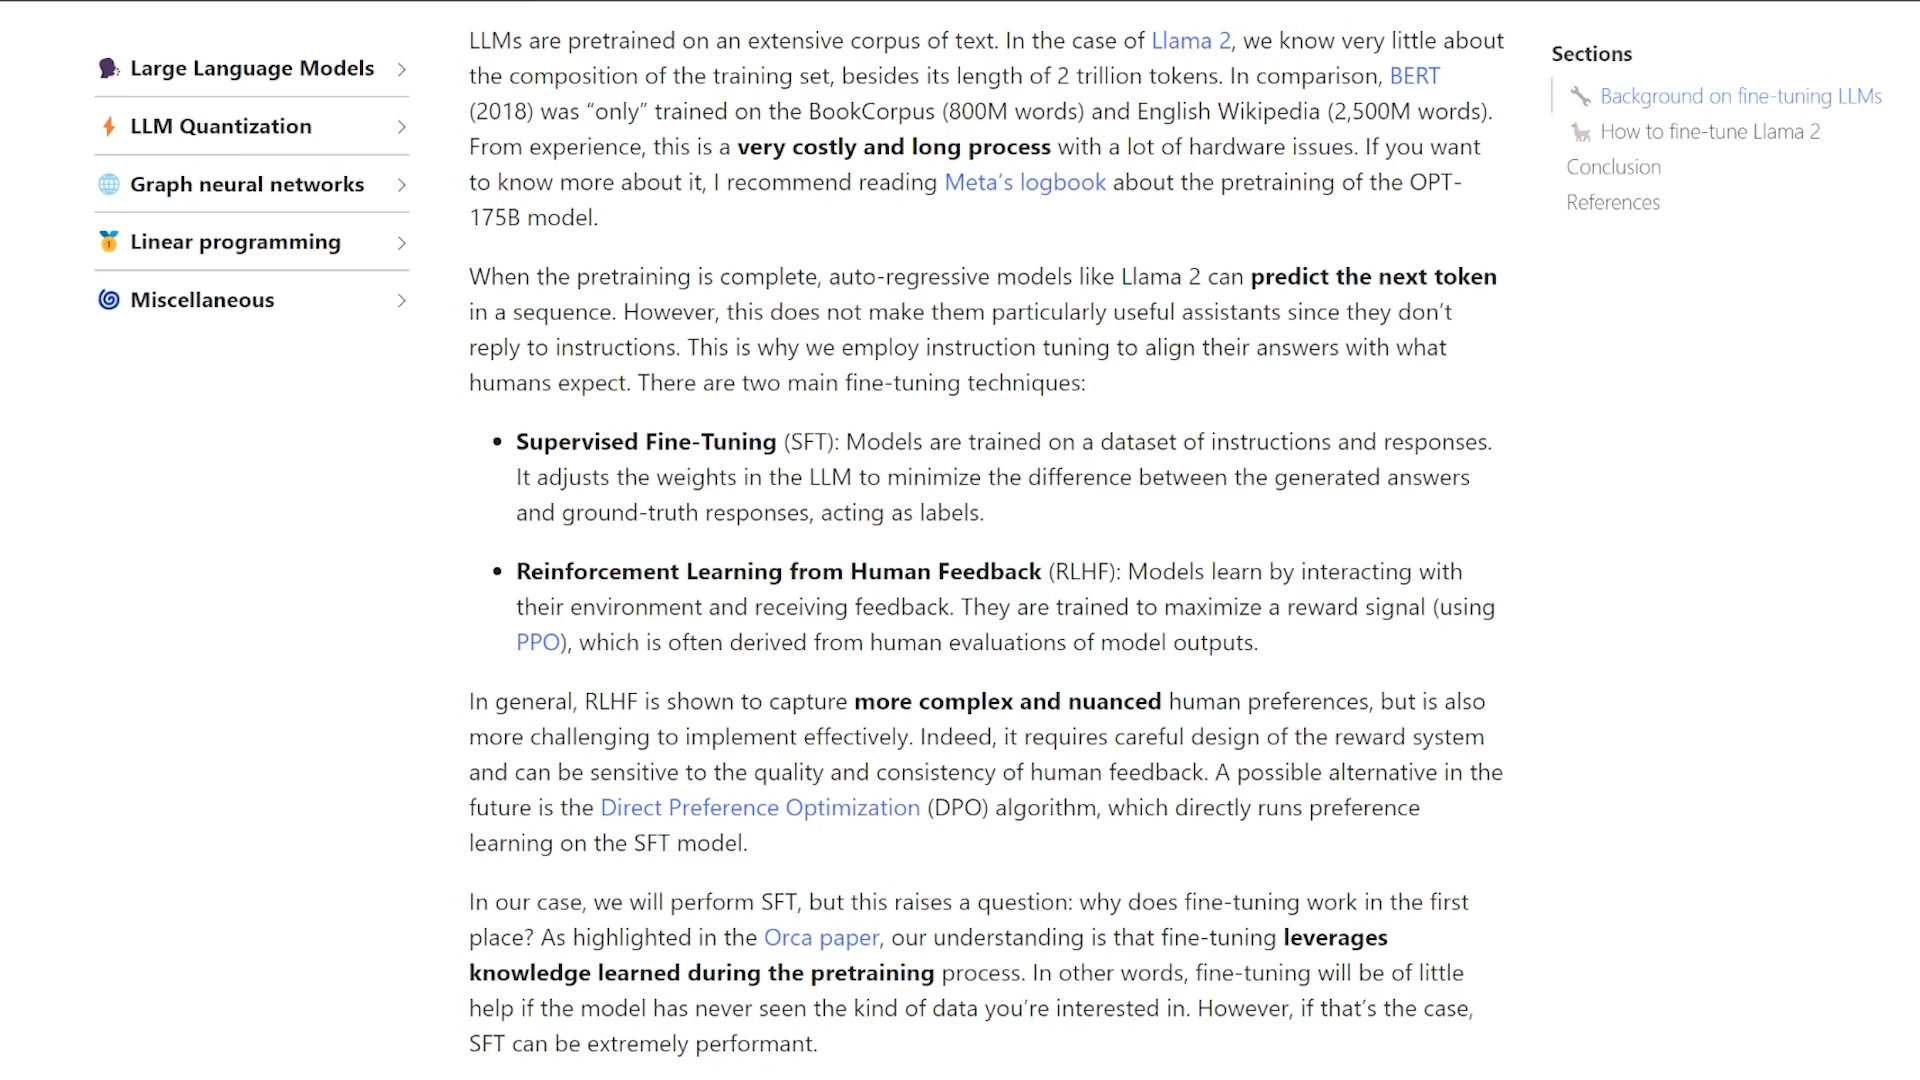 Large Language Models
LLM Quantization
Graph neural networks
Linear programming
Miscellaneous
LLMs are pretrained on an extensive corpus of text. In the case of Llama 2, we know very little about
the composition of the training set, besides its length of 2 trillion tokens. In comparison, BERT
(2018) was “only” trained on the BookCorpus (800M words) and English Wikipedia (2,500M words).
From experience, this is a very costly and long process with a lot of hardware issues. If you want
to know more about it, I recommend reading Meta’s logbook about the pretraining of the OPT-
175B model.
When the pretraining is complete, auto-regressive models like Llama 2 can predict the next token
in a sequence. However, this does not make them particularly useful assistants since they don’t
reply to instructions. This is why we employ instruction tuning to align their answers with what
humans expect. There are two main fine-tuning techniques:
• Supervised Fine-Tuning (SFT): Models are trained on a dataset of instructions and responses.
It adjusts the weights in the LLM to minimize the difference between the generated answers
and ground-truth responses, acting as labels.
• Reinforcement Learning from Human Feedback (RLHF): Models learn by interacting with
their environment and receiving feedback. They are trained to maximize a reward signal (using
PPO), which is often derived from human evaluations of model outputs.
In general, RLHF is shown to capture more complex and nuanced human preferences, but is also
more challenging to implement effectively. Indeed, it requires careful design of the reward system
and can be sensitive to the quality and consistency of human feedback. A possible alternative in the
future is the Direct Preference Optimization (DPO) algorithm, which directly runs preference
learning on the SFT model.
In our case, we will perform SFT, but this raises a question: why does fine-tuning work in the first
place? As highlighted in the Orca paper, our understanding is that fine-tuning leverages
knowledge learned during the pretraining process. In other words, fine-tuning will be of little
help if the model has never seen the kind of data you’re interested in. However, if that’s the case,
SFT can be extremely performant.
Sections
Background on fine-tuning LLMs
How to fine-tune Llama 2
Conclusion
References